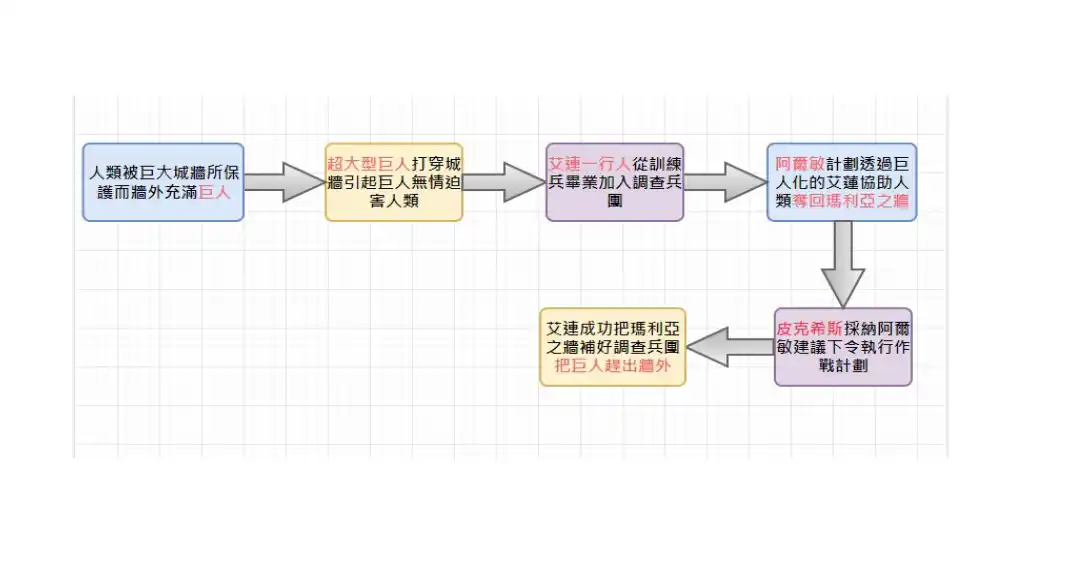 人類被巨大城牆所保
護而牆外充滿巨人
超大型巨人打穿城
牆引起巨人無情迫
害人類
艾連一行人從訓練
兵畢業加入調查兵
團
阿爾敏計劃透過巨
人化的艾蓮協助人
類奪回瑪利亞之牆
皮克希斯採納阿爾
敏建議下令執行作
戰計劃
艾連成功把瑪利亞
之牆補好調查兵團
把巨人趕出牆外